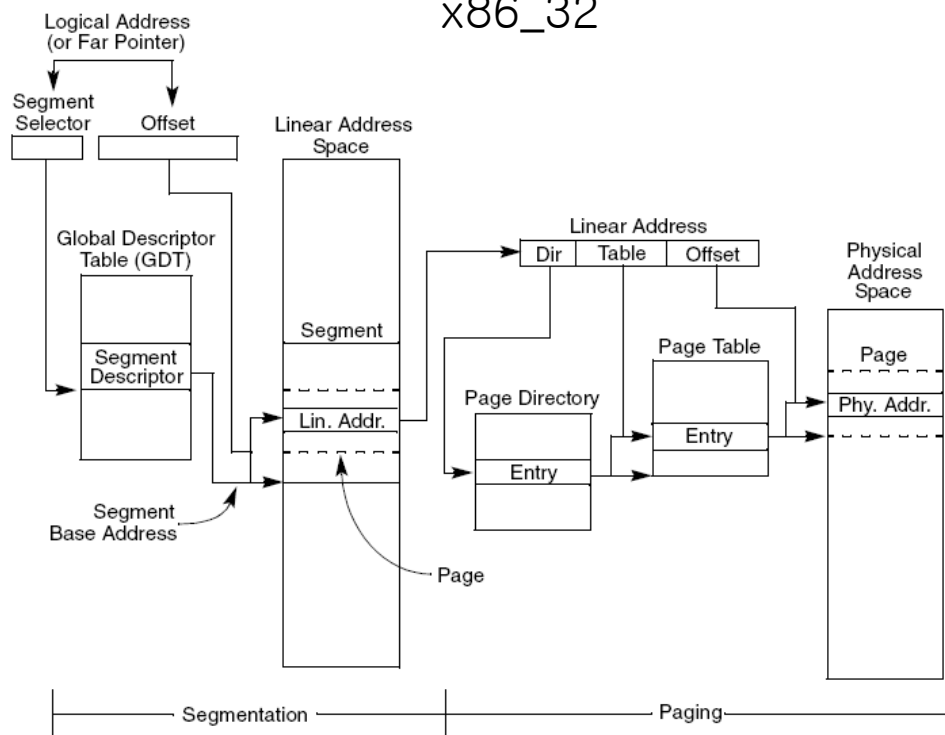 x86_32
Logical Address
(or Far Pointer)
Segment
Selector
Offset
Linear Address
Space
Global Descriptor
Table (GDT)
Segment
Descriptor
Segment
Base Address
Segment
Lin. Addr.
Page
Linear Address
Dir
Table
Offset
Page Directory
Entry
Page Table
Entry
Physical
Address
Space
Page
Phy. Addr.
Segmentation
Paging